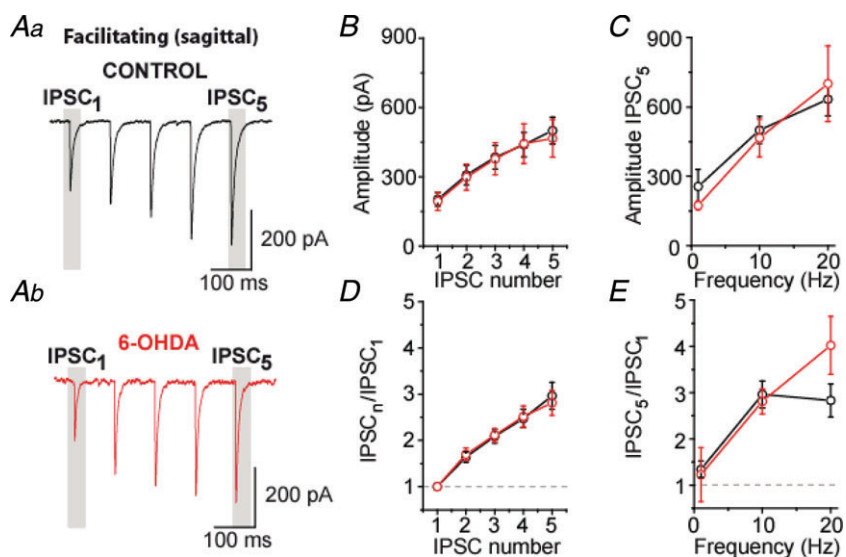 Aa
Facilitating (sagittal)
CONTROL
IPSC1
IPSC5
200 pA
100 ms
B
Amplitude (pA)
900
600
300
0
1 2 3 4 5
IPSC number
C
Amplitude IPSC5
900
600
300
0
0 10 20
Frequency (Hz)
Ab
6-OHDA
IPSC1
IPSC5
200 pA
100 ms
D
IPSCn/IPSC1
5
4
3
2
1
1 2 3 4 5
IPSC number
E
IPSC5/IPSC1
5
4
3
2
1
0 10 20
Frequency (Hz)